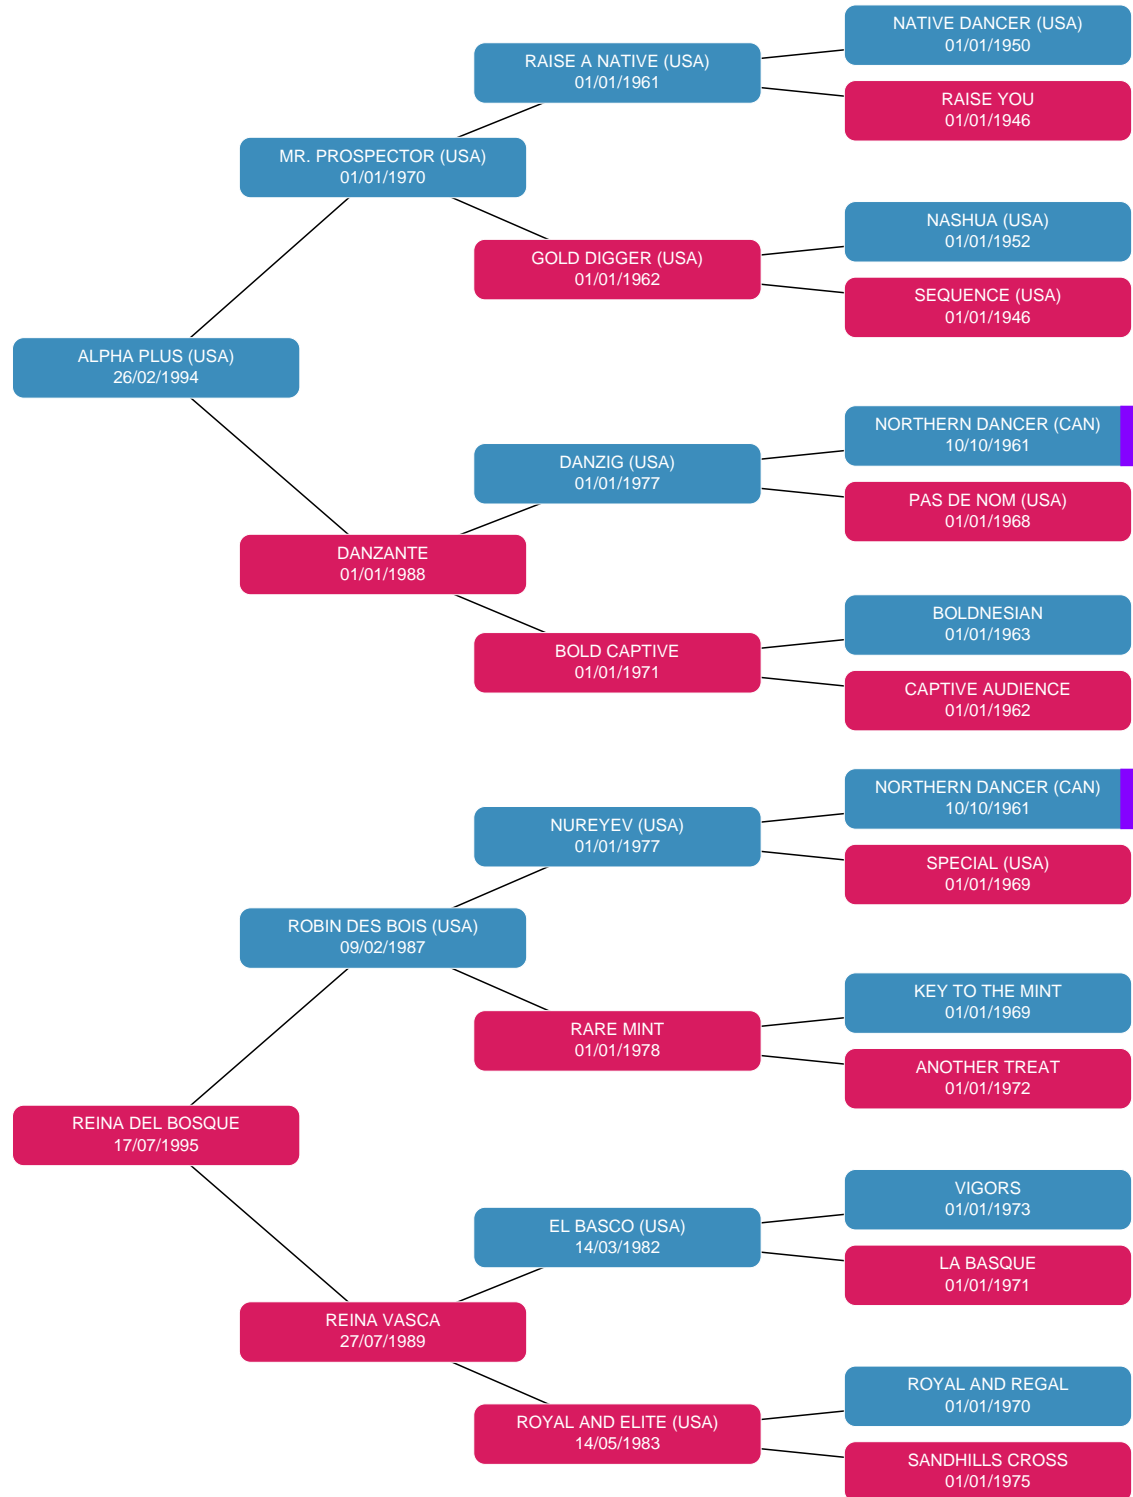 NATIVE DANCER (USA)
01/01/1950
RAISE A NATIVE (USA)
01/01/1961
RAISE YOU
01/01/1946
MR. PROSPECTOR (USA)
01/01/1970
NASHUA (USA)
01/01/1952
GOLD DIGGER (USA)
01/01/1962
SEQUENCE (USA)
01/01/1946
ALPHA PLUS (USA)
26/02/1994
NORTHERN DANCER (CAN)
10/10/1961
DANZIG (USA)
01/01/1977
PAS DE NOM (USA)
01/01/1968
DANZANTE
01/01/1988
BOLDNESIAN
01/01/1963
BOLD CAPTIVE
01/01/1971
CAPTIVE AUDIENCE
01/01/1962
NORTHERN DANCER (CAN)
10/10/1961
NUREYEV (USA)
01/01/1977
SPECIAL (USA)
01/01/1969
ROBIN DES BOIS (USA)
09/02/1987
KEY TO THE MINT
01/01/1969
RARE MINT
01/01/1978
ANOTHER TREAT
01/01/1972
REINA DEL BOSQUE
17/07/1995
VIGORS
01/01/1973
EL BASCO (USA)
14/03/1982
LA BASQUE
01/01/1971
REINA VASCA
27/07/1989
ROYAL AND REGAL
01/01/1970
ROYAL AND ELITE (USA)
14/05/1983
SANDHILLS CROSS
01/01/1975